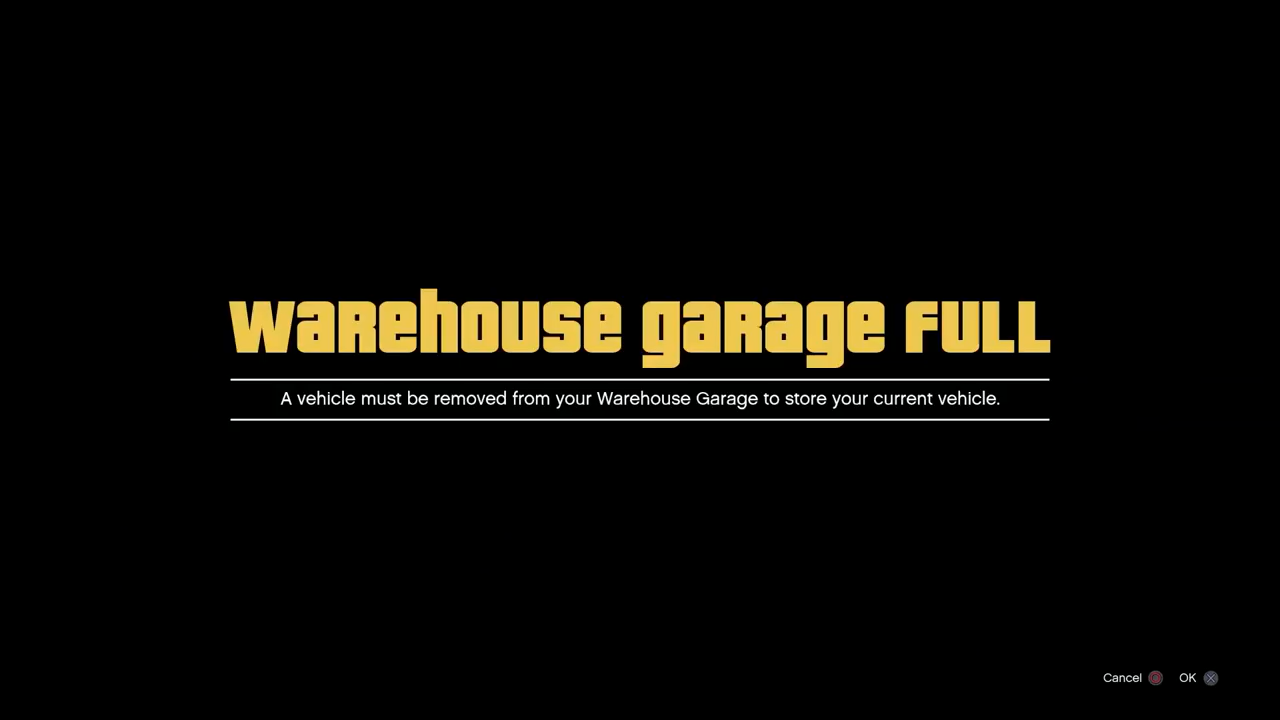 warehouse garage FULL
A vehicle must be removed from your Warehouse Garage to store your current vehicle.
Cancel OK